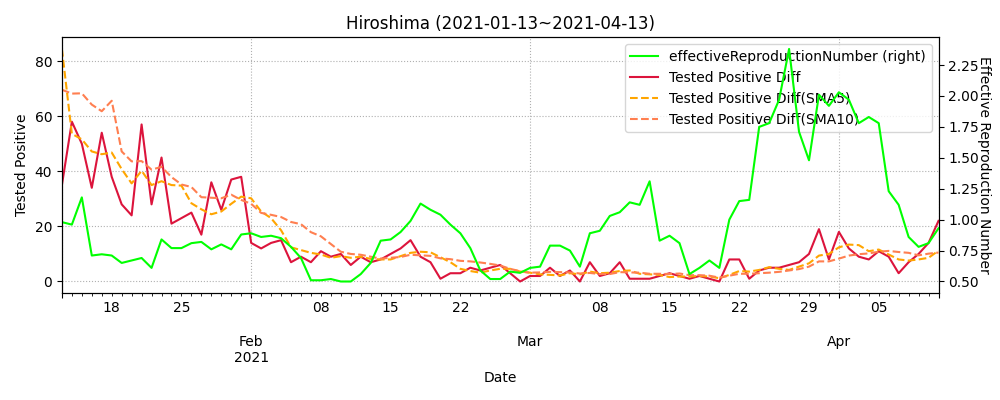 Hiroshima (2021-01-13~2021-04-13)
effectiveReproductionNumber (right)
Tested Positive Diff
Tested Positive Diff(SMA5)
Tested Positive Diff(SMA10)
Tested Positive
80
60
40
20
0
Effective Reproduction Number
2.25
2.00
1.75
1.50
1.25
1.00
0.75
0.50
18 25 08 15 22 08 15 22 29 05
Feb Mar Apr
2021
Date